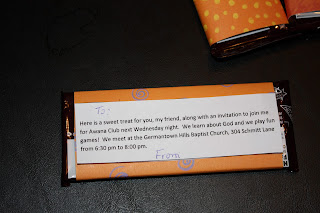 To:
Here is a sweet treat for you, my friend, along with an invitation to join me
for Awana Club next Wednesday night. We learn about God and we play fun
games! We meet at the Germantown Hills Baptist Church, 304 Schmitt Lane
from 6:30 pm to 8:00 pm.
From